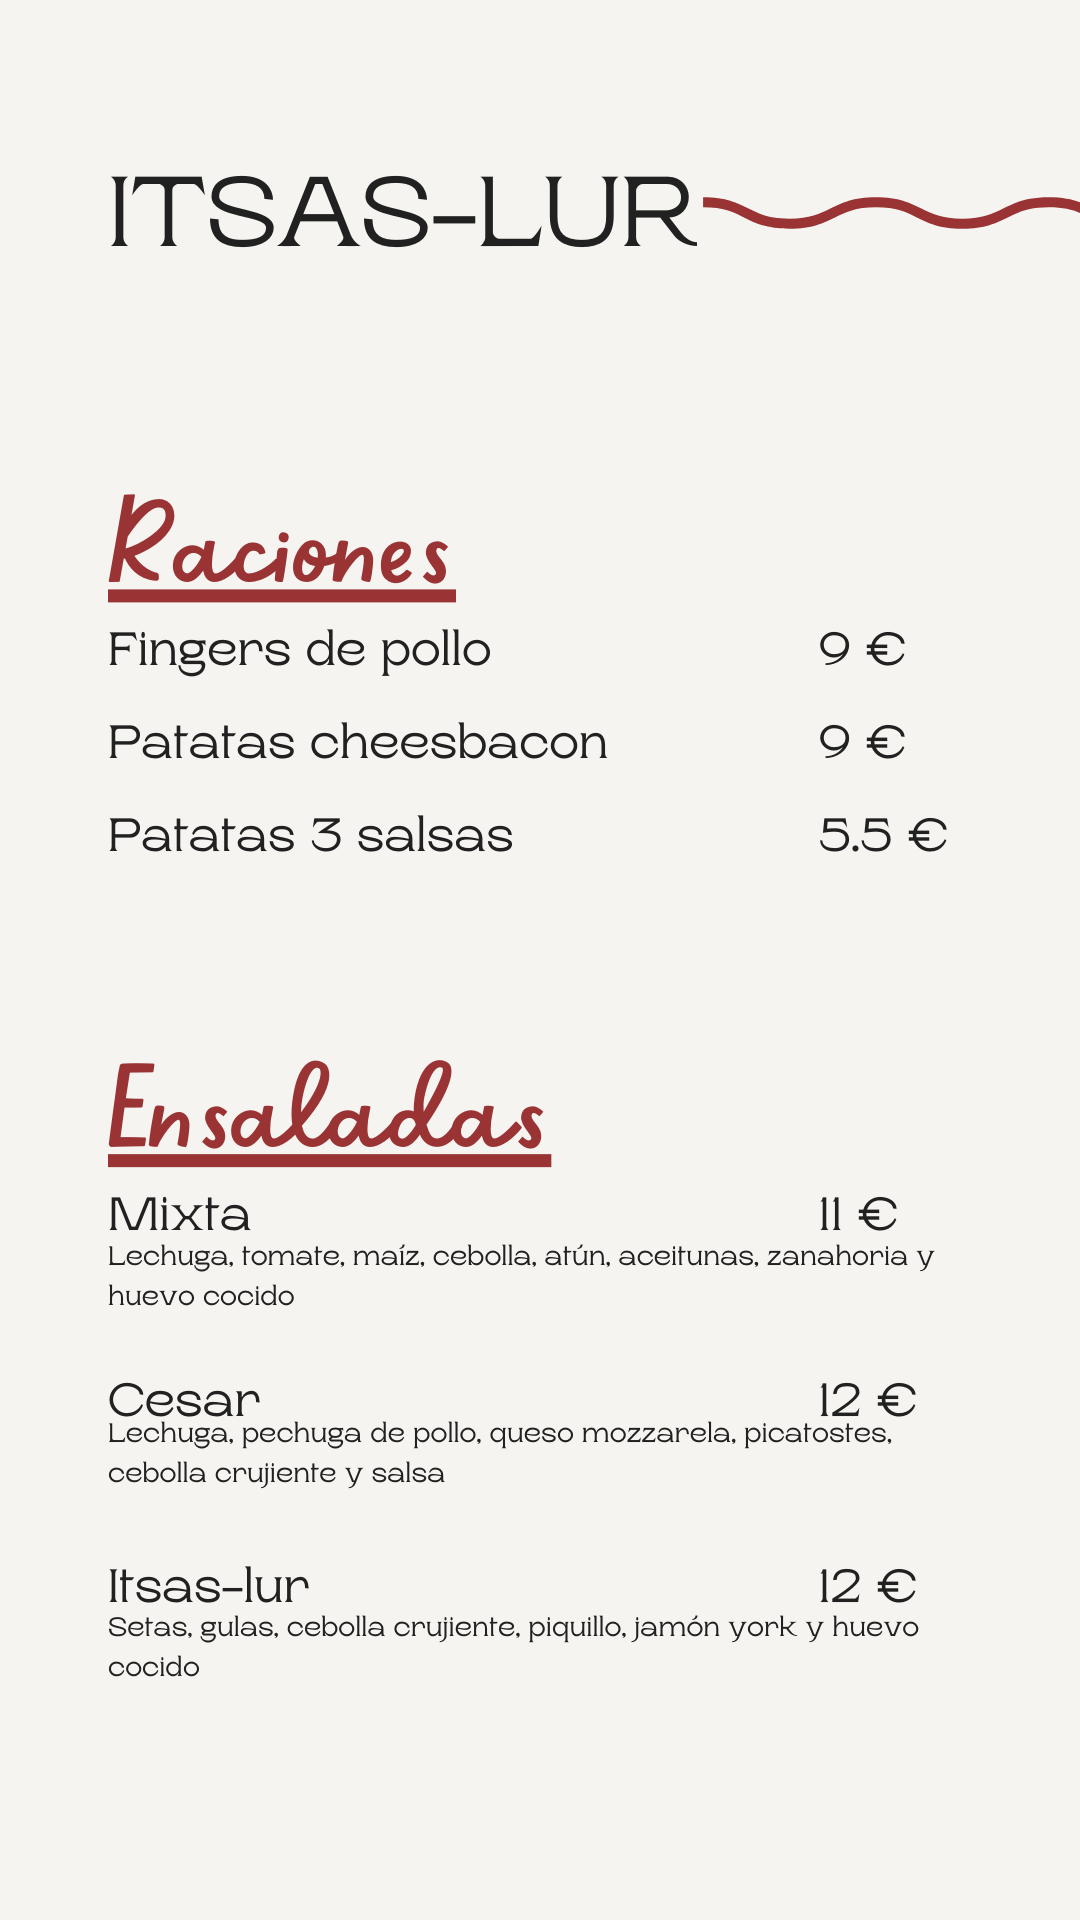 ITSAS-LUR
Raciones
Fingers de pollo 9 €
Patatas cheesbacon 9 €
Patatas 3 salsas 5.5 €
Ensaladas
Mixta 11 €
Lechuga, tomate, maíz, cebolla, atún, aceitunas, zanahoria y
huevo cocido
Cesar 12 €
Lechuga, pechuga de pollo, queso mozzarela, picatostes,
cebolla crujiente y salsa
Itsas-lur 12 €
Setas, gulas, cebolla crujiente, piquillo, jamón york y huevo
cocido